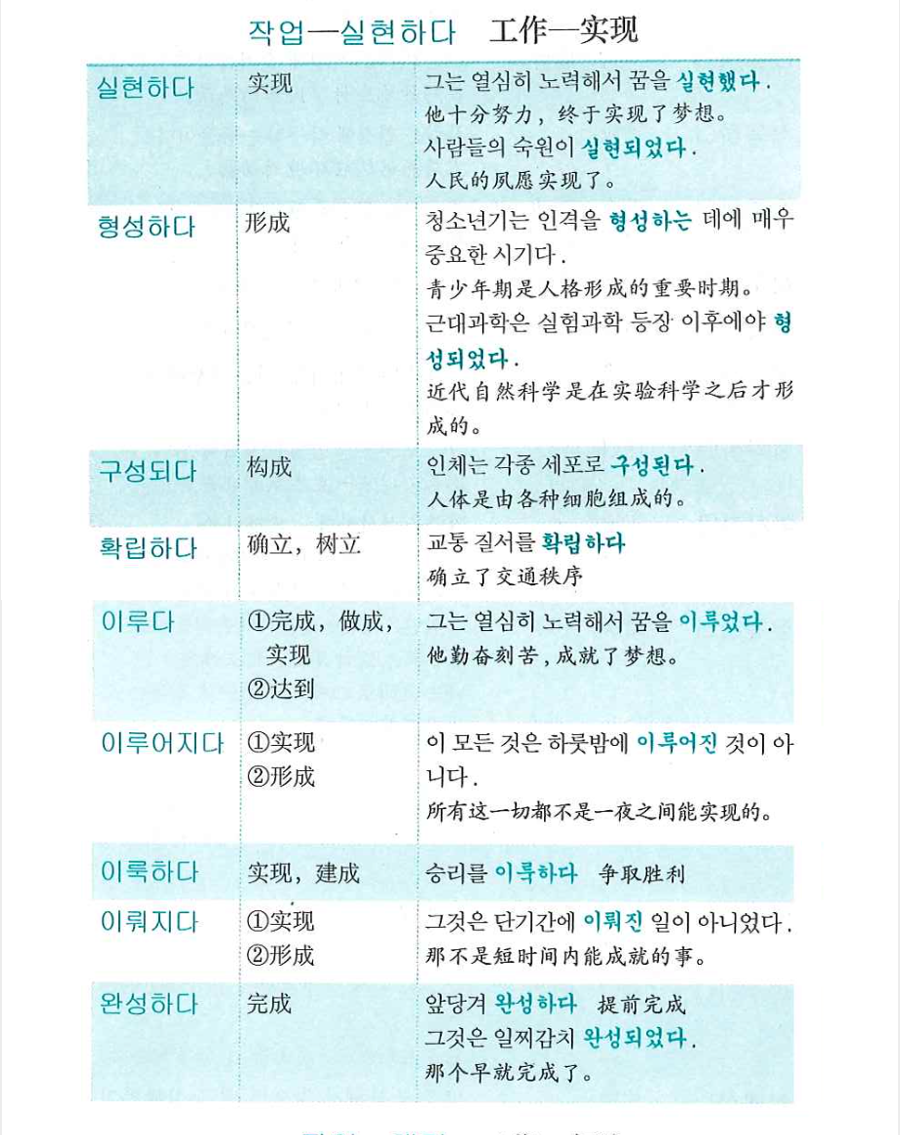 작업—실현하다 工作—实现
실현하다 实现 그는 열심히 노력해서 꿈을 실현했다.
他十分努力，终于实现了梦想。
사람들의 숙원이 실현되었다.
人民的夙愿实现了。
형성하다 形成 청소년기는 인격을 형성하는 데에 매우
중요한 시기다.
青少年期是人格形成的重要时期。
근대과학은 실험과학 등장 이후에야 형
성되었다.
近代自然科学是在实验科学之后才形
成的。
구성되다 构成 인체는 각종 세포로 구성된다.
人体是由各种细胞组成的。
확립하다 确立，树立 교통 질서를 확립하다
确立了交通秩序
이루다 ①完成，做成， 그는 열심히 노력해서 꿈을 이루었다.
实现 他勤奋刻苦,成就了梦想。
②达到
이루어지다 ①实现 이 모든 것은 하룻밤에 이루어진 것이 아
②形成 니다.
所有这一切都不是一夜之间能实现的。
이룩하다 实现，建成 승리를 이룩하다 争取胜利
이뤄지다 ①实现 그것은 단기간에 이뤄진 일이 아니었다.
②形成 那不是短时间内能成就的事。
완성하다 完成 앞당겨 완성하다 提前完成
그것은 일찌감치 완성되었다.
那个早就完成了。